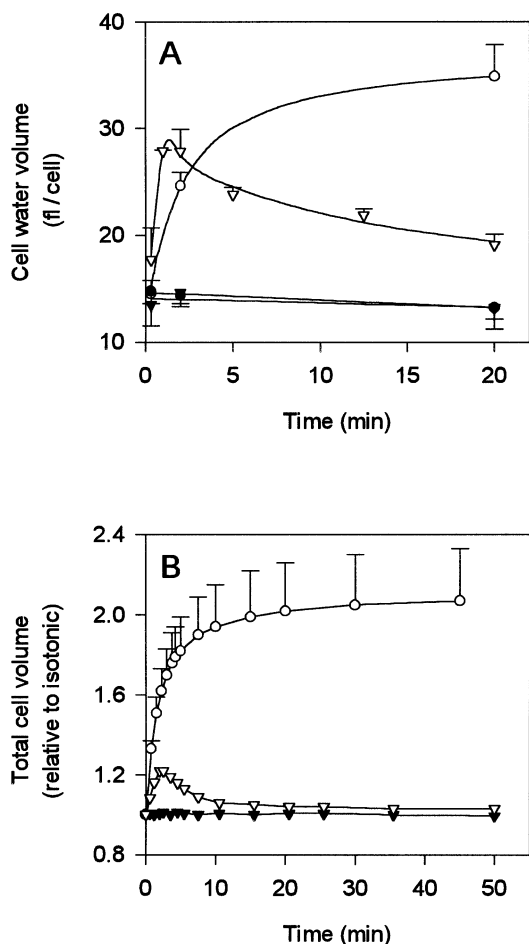 A
Cell water volume
(fl / cell)
40
30
20
10
0
5
10
15
20
Time (min)
B
Total cell volume
(relative to isotonic)
2.4
2.0
1.6
1.2
0.8
0
10
20
30
40
50
Time (min)